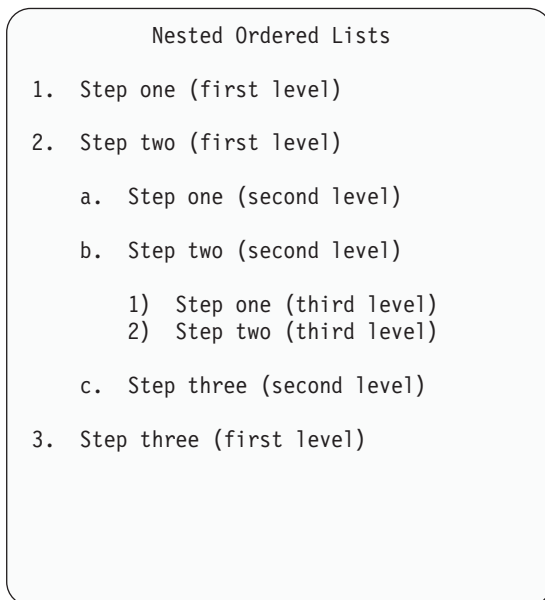 Nested Ordered Lists
1. Step one (first level)
2. Step two (first level)
a. Step one (second level)
b. Step two (second level)
1) Step one (third level)
2) Step two (third level)
c. Step three (second level)
3. Step three (first level)